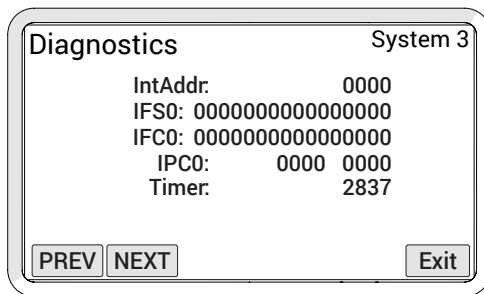 Diagnostics System 3
IntAddr: 0000
IFS0: 0000000000000000
IFC0: 0000000000000000
IPC0: 0000 0000
Timer: 2837
PREV NEXT Exit